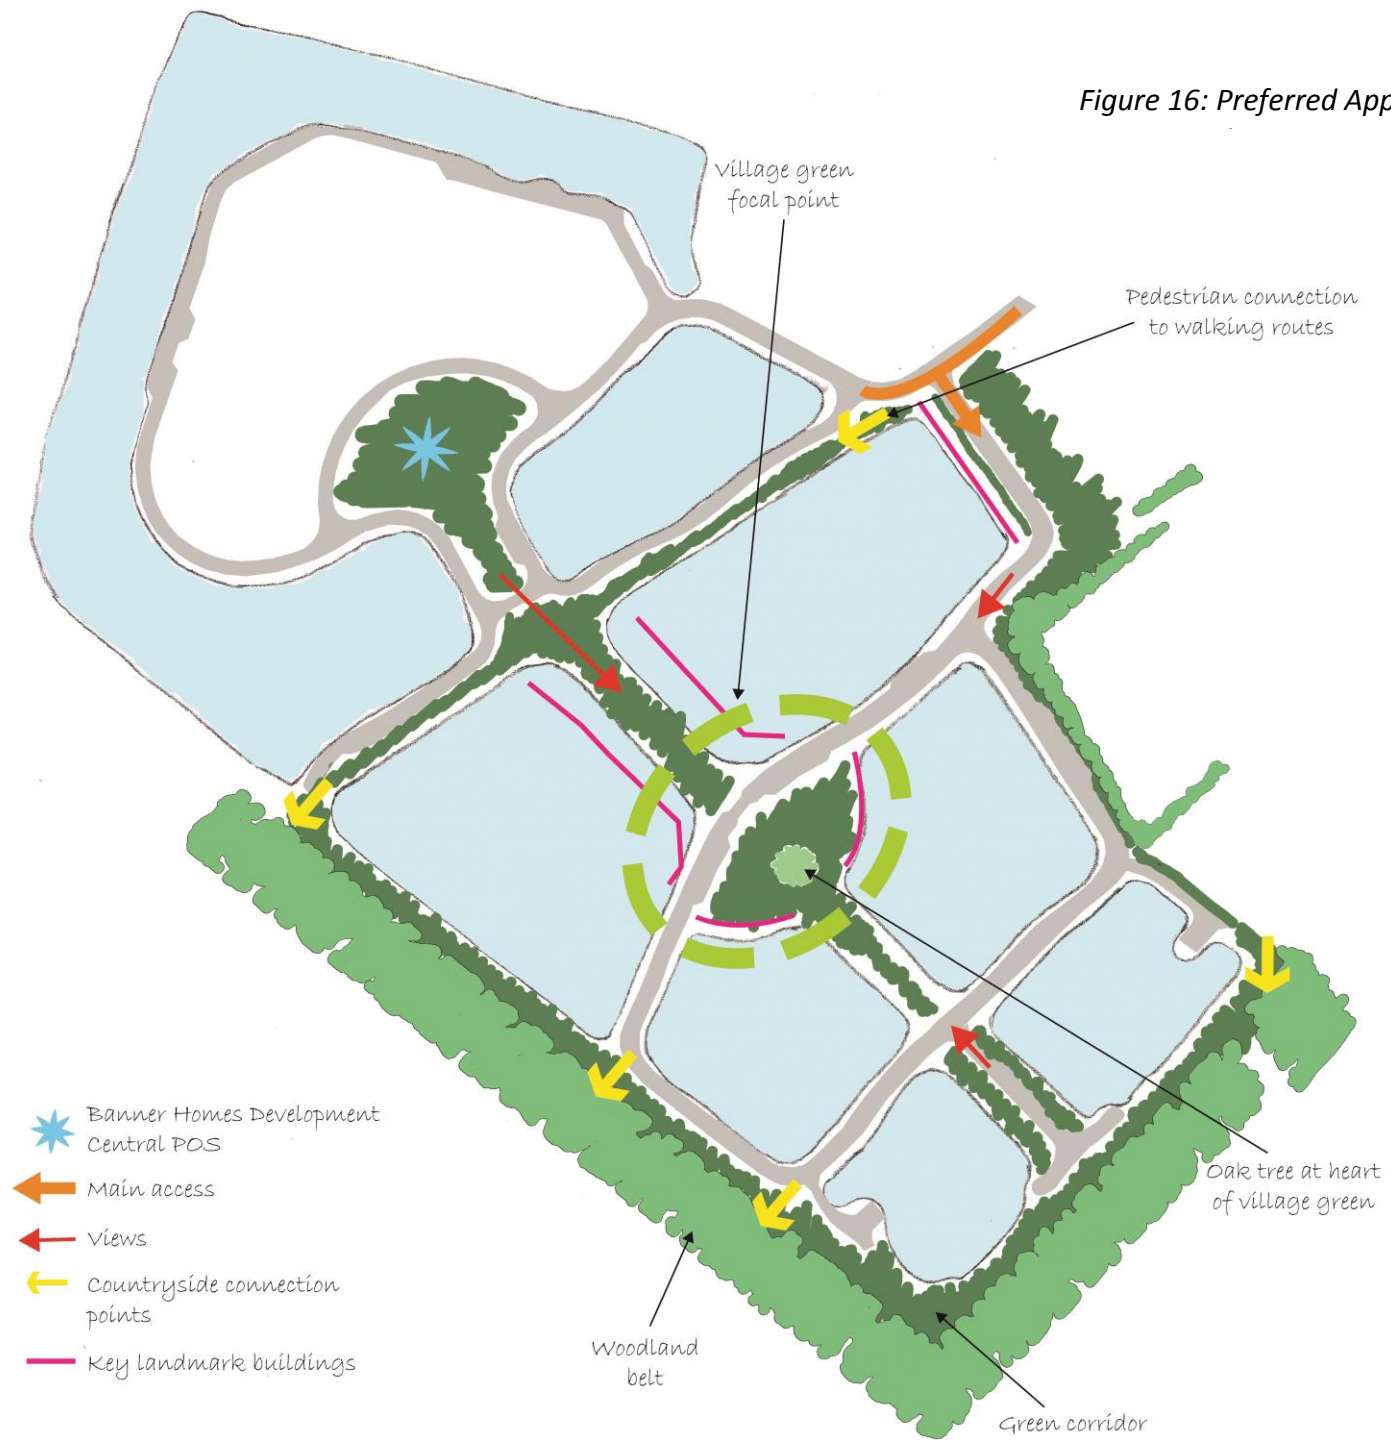 Figure 16: Preferred App
Village green
focal point
Pedestrian connection
to walking routes
Banner Homes Development
Central POS
Main access
Views
Countryside connection
points
Key landmark buildings
Oak tree at heart
of village green
Woodland
belt
Green corridor